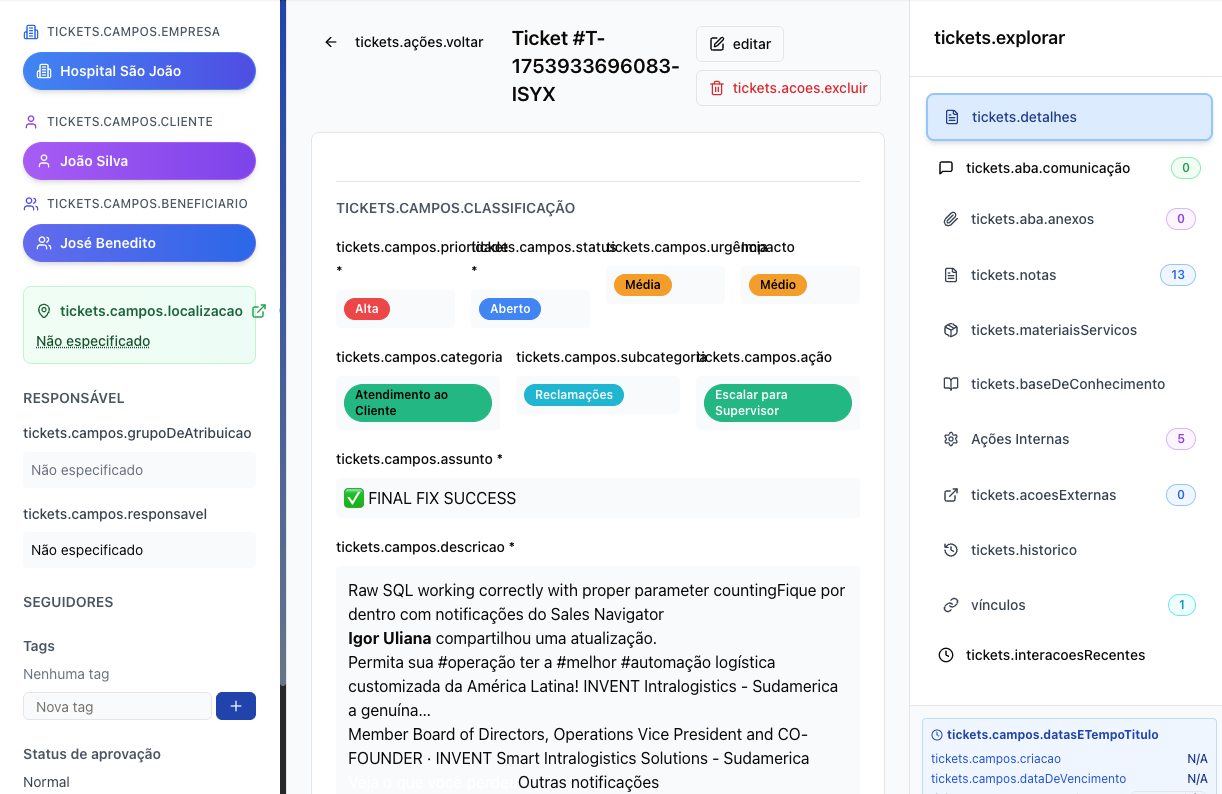 TICKETS.CAMPOS.EMPRESA
Hospital São João
TICKETS.CAMPOS.CLIENTE
João Silva
TICKETS.CAMPOS.BENEFICIARIO
José Benedito
tickets.campos.localizacao
Não especificado
RESPONSÁVEL
tickets.campos.grupoDeAtribuicao
Não especificado
tickets.campos.responsavel
Não especificado
SEGUIDORES
Tags
Nenhuma tag
Nova tag
Status de aprovação
Normal
tickets.ações.voltar
Ticket #T-
1753933696083-
ISYX
editar
tickets.acoes.excluir
TICKETS.CAMPOS.CLASSIFICAÇÃO
tickets.campos.prioridade
*
Alta
tickets.campos.status
*
Aberto
tickets.campos.urgência
Média
Impacto
Médio
tickets.campos.categoria
Atendimento ao
Cliente
tickets.campos.subcategoria
Reclamações
tickets.campos.ação
Escalar para
Supervisor
tickets.campos.assunto *
✅ FINAL FIX SUCCESS
tickets.campos.descricao *
Raw SQL working correctly with proper parameter countingFique por
dentro com notificações do Sales Navigator
Igor Uliana compartilhou uma atualização.
Permita sua #operação ter a #melhor #automação logística
customizada da América Latina! INVENT Intralogistics - Sudamerica
a genuína...
Member Board of Directors, Operations Vice President and CO-
FOUNDER · INVENT Smart Intralogistics Solutions - Sudamerica
Veja o que você perdeu Outras notificações
tickets.explorar
tickets.detalhes
tickets.aba.comunicação 0
tickets.aba.anexos 0
tickets.notas 13
tickets.materiaisServicos
tickets.baseDeConhecimento
Ações Internas 5
tickets.acoesExternas 0
tickets.historico
vínculos 1
tickets.interacoesRecentes
tickets.campos.datasETempoTitulo
tickets.campos.criacao N/A
tickets.campos.dataDeVencimento N/A